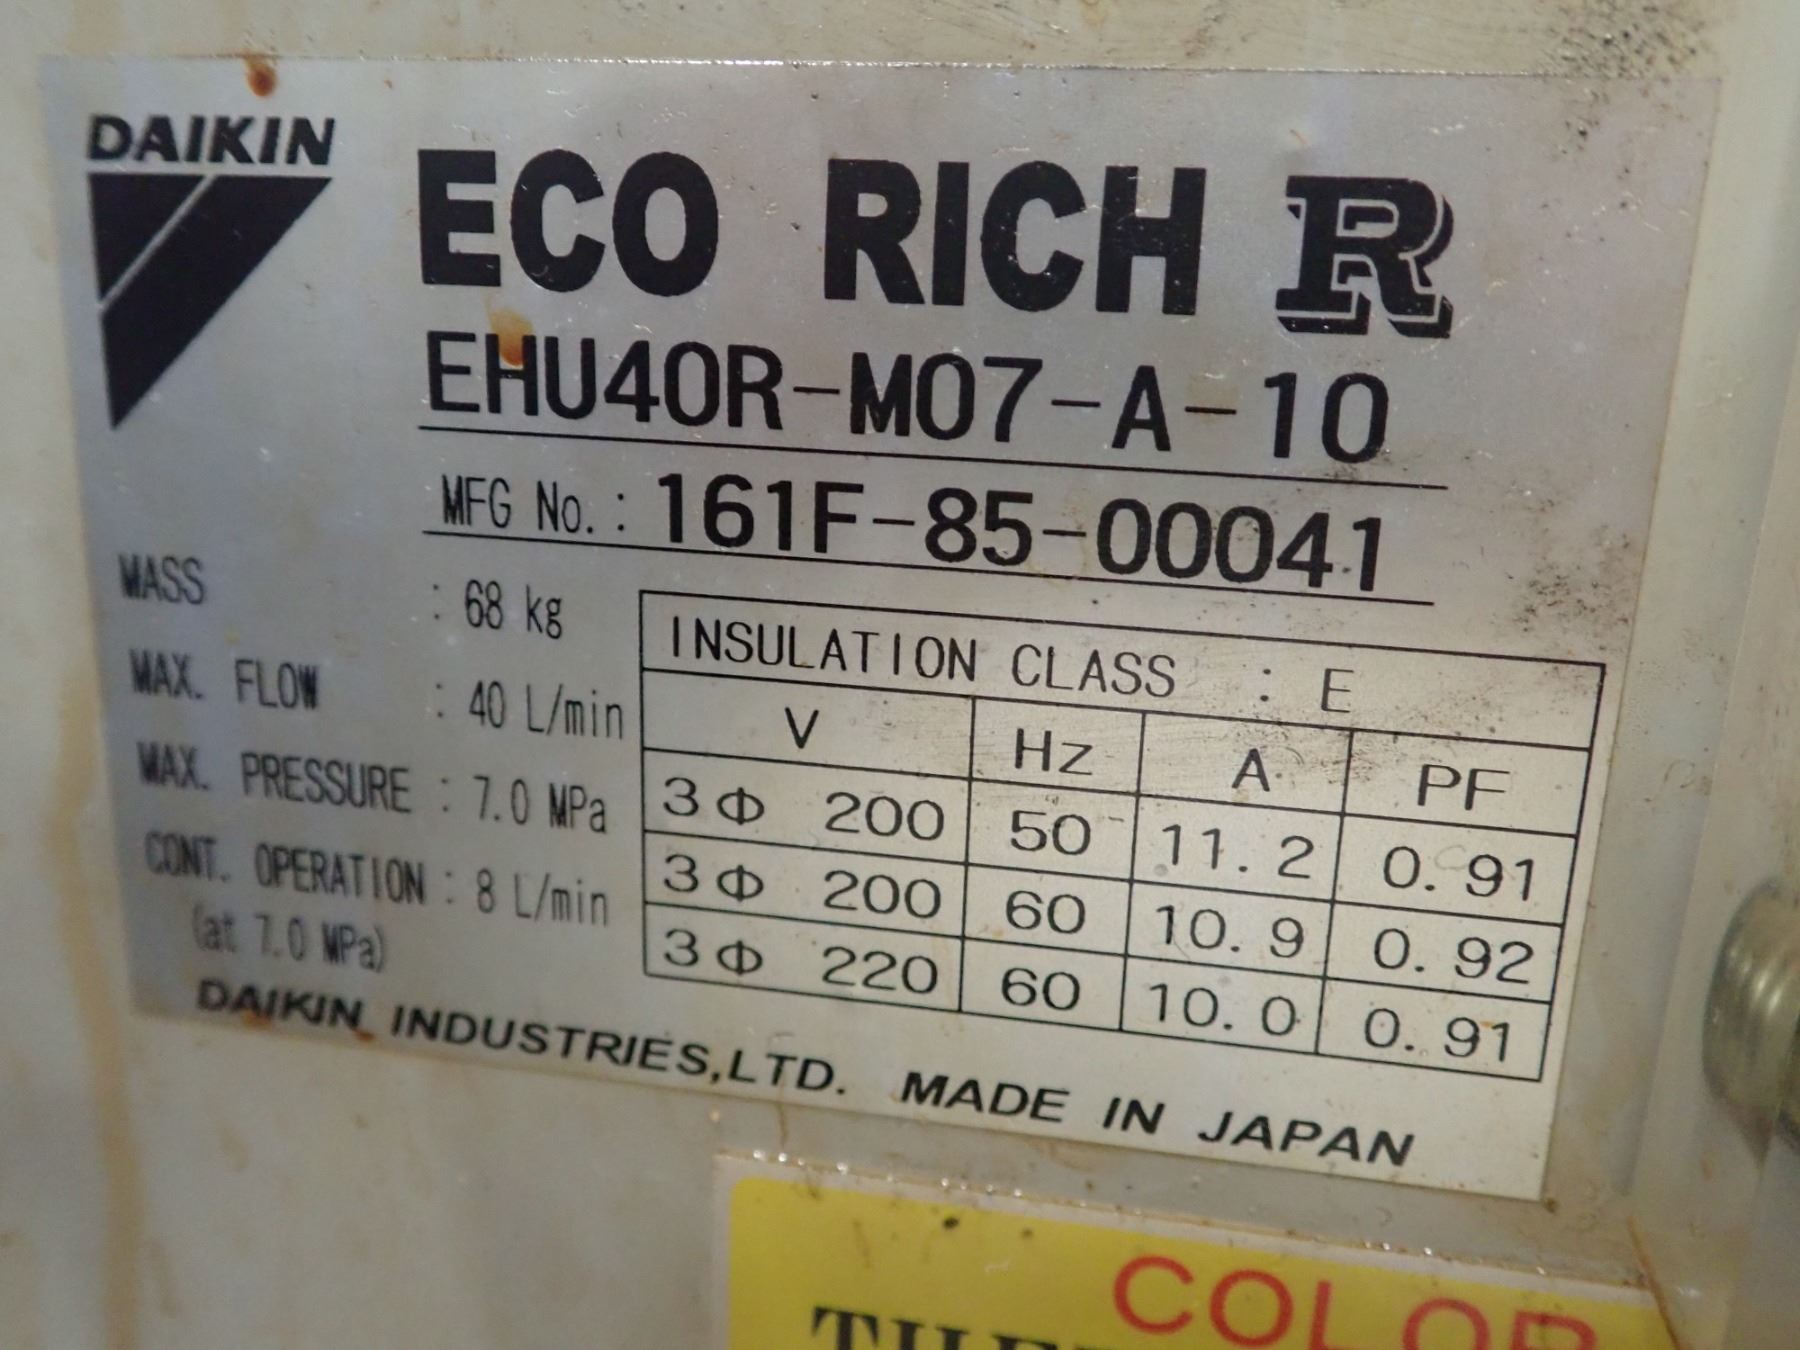 DAIKIN
ECO RICH R
EHU40R-M07-A-10
MFG No.: 161F-85-00041
MASS : 68 kg
MAX. FLOW : 40 L/min
MAX. PRESSURE : 7.0 MPa
CONT. OPERATION : 8 L/min
(at 7.0 MPa)
INSULATION CLASS : E
V Hz A PF
3Φ 200 50 11.2 0.91
3Φ 200 60 10.9 0.92
3Φ 220 60 10.0 0.91
DAIKIN INDUSTRIES,LTD. MADE IN JAPAN
COLOR